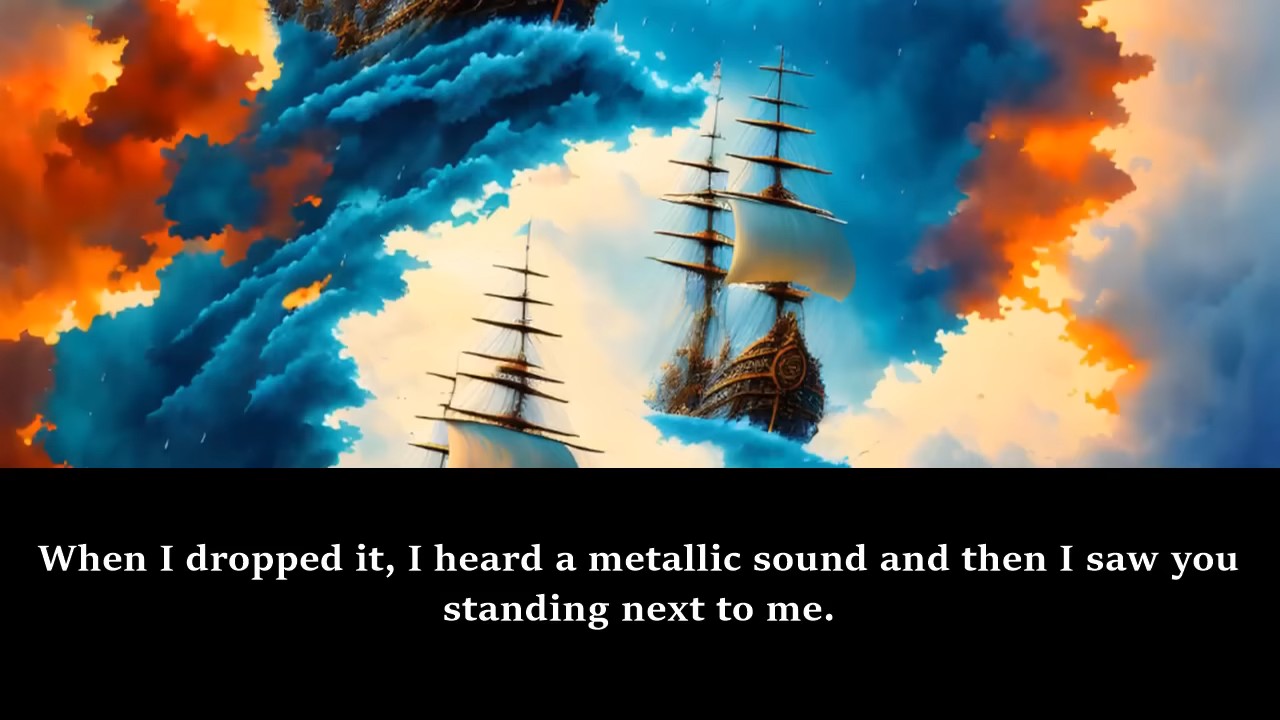 When I dropped it, I heard a metallic sound and then I saw you
standing next to me.